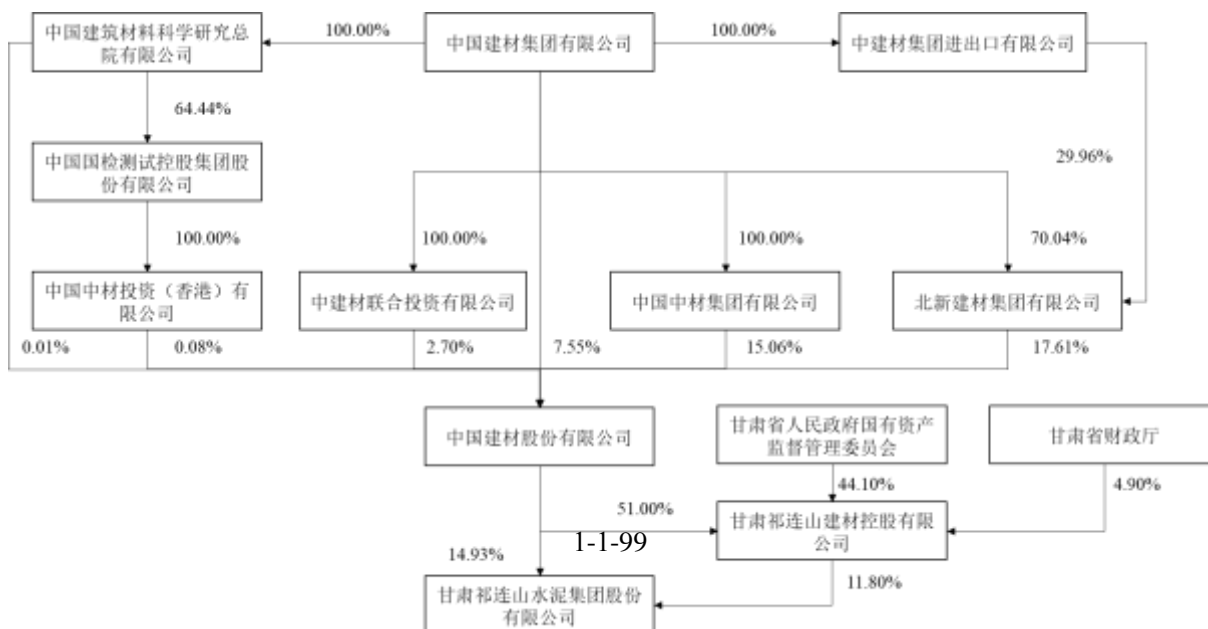 中国建筑材料科学研究总
院有限公司
100.00%
中国建材集团有限公司
100.00%
中建材集团进出口有限公司
64.44%
中国国检测试控股集团股
份有限公司
29.96%
100.00%
100.00%
100.00%
70.04%
中国中材投资（香港）有
限公司
中建材联合投资有限公司
中国中材集团有限公司
北新建材集团有限公司
0.01%
0.08%
2.70%
7.55%
15.06%
17.61%
中国建材股份有限公司
甘肃省人民政府国有资产
监督管理委员会
甘肃省财政厅
44.10%
4.90%
51.00%
甘肃祁连山建材控股有限
公司
1-1-99
14.93%
11.80%
甘肃祁连山水泥集团股份
有限公司